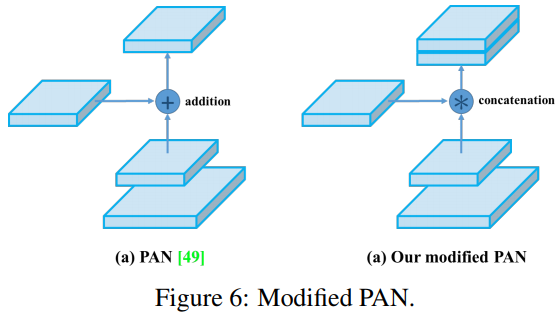 + addition
* concatenation
(a) PAN [49]
(a) Our modified PAN
Figure 6: Modified PAN.